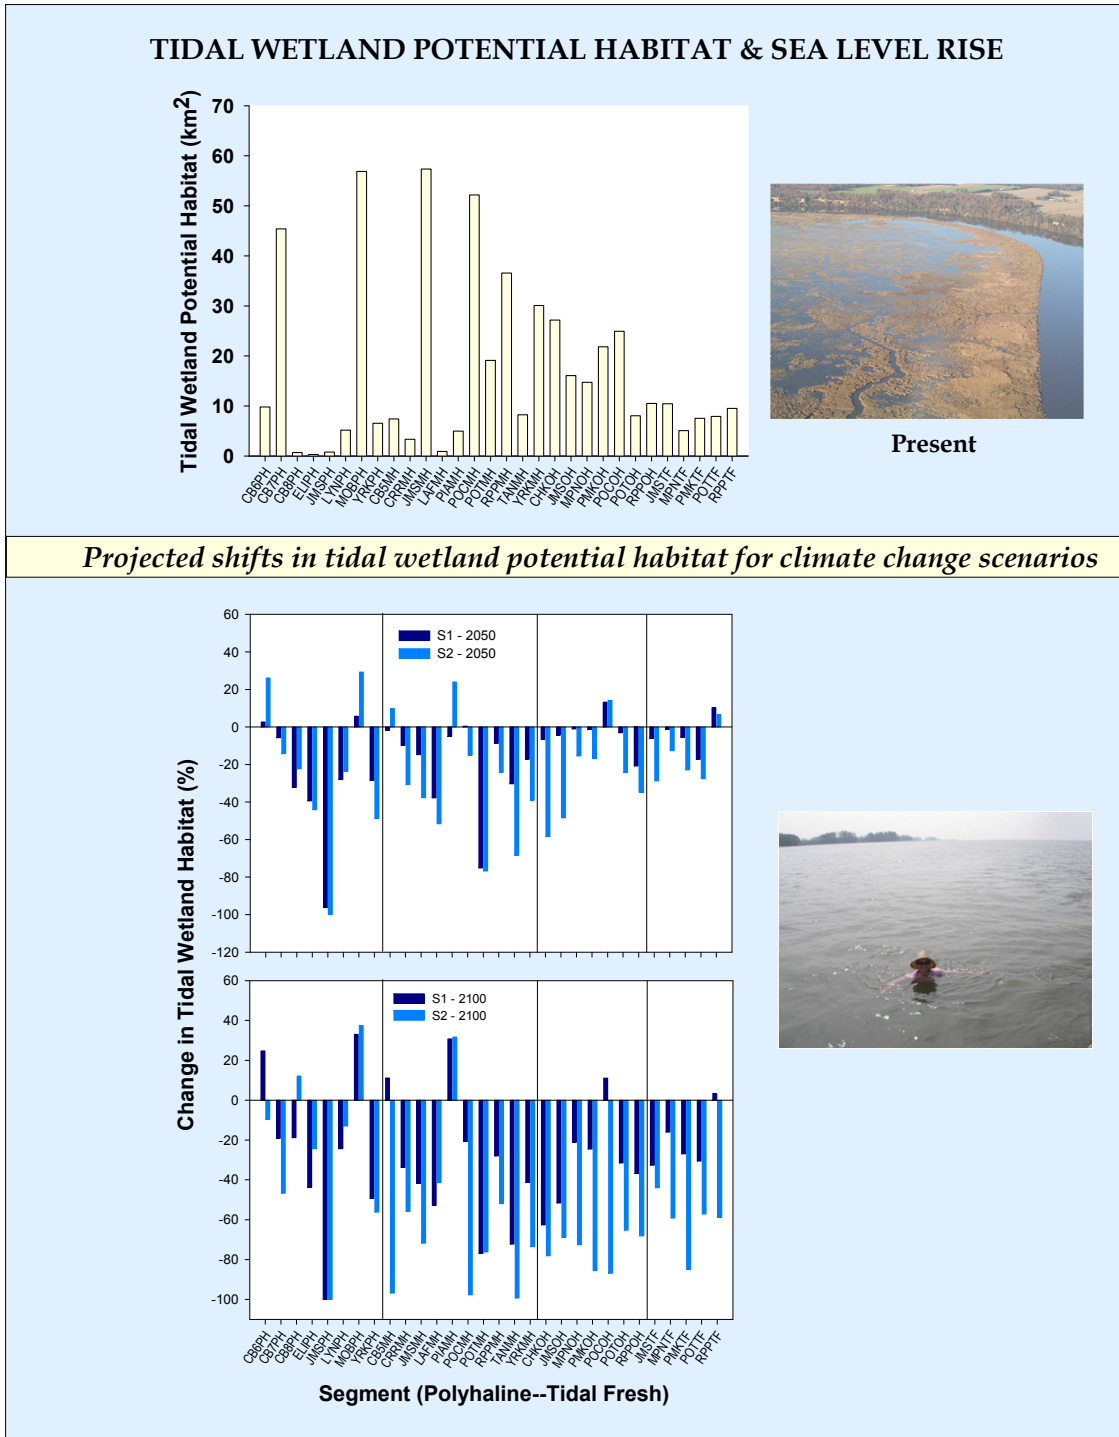 TIDAL WETLAND POTENTIAL HABITAT & SEA LEVEL RISE
Tidal Wetland Potential Habitat (km²)
70
60
50
40
30
20
10
0
CB6PH
CB7PH
CB8PH
ELIPH
JMSPH
LYNPH
MOBPH
YRKPH
CB5MH
CRRMH
JMSMH
LAFMH
PIAMH
POCMH
POTMH
RPPMH
TANMH
YRKMH
CHKOH
JMSOH
MPNOH
PMKOH
POCOH
POTOH
RPPOH
JMSTF
MPNTF
PMKTF
POTTF
RPPTF
Present
Projected shifts in tidal wetland potential habitat for climate change scenarios
Change in Tidal Wetland Habitat (%)
60
40
20
0
-20
-40
-60
-80
-100
-120
S1 - 2050
S2 - 2050
60
40
20
0
-20
-40
-60
-80
-100
S1 - 2100
S2 - 2100
CB6PH
CB7PH
CB8PH
ELIPH
JMSPH
LYNPH
MOBPH
YRKPH
CB5MH
CRRMH
JMSMH
LAFMH
PIAMH
POCMH
POTMH
RPPMH
TANMH
YRKMH
CHKOH
JMSOH
MPNOH
PMKOH
POCOH
POTOH
RPPOH
JMSTF
MPNTF
PMKTF
POTTF
RPPTF
Segment (Polyhaline--Tidal Fresh)